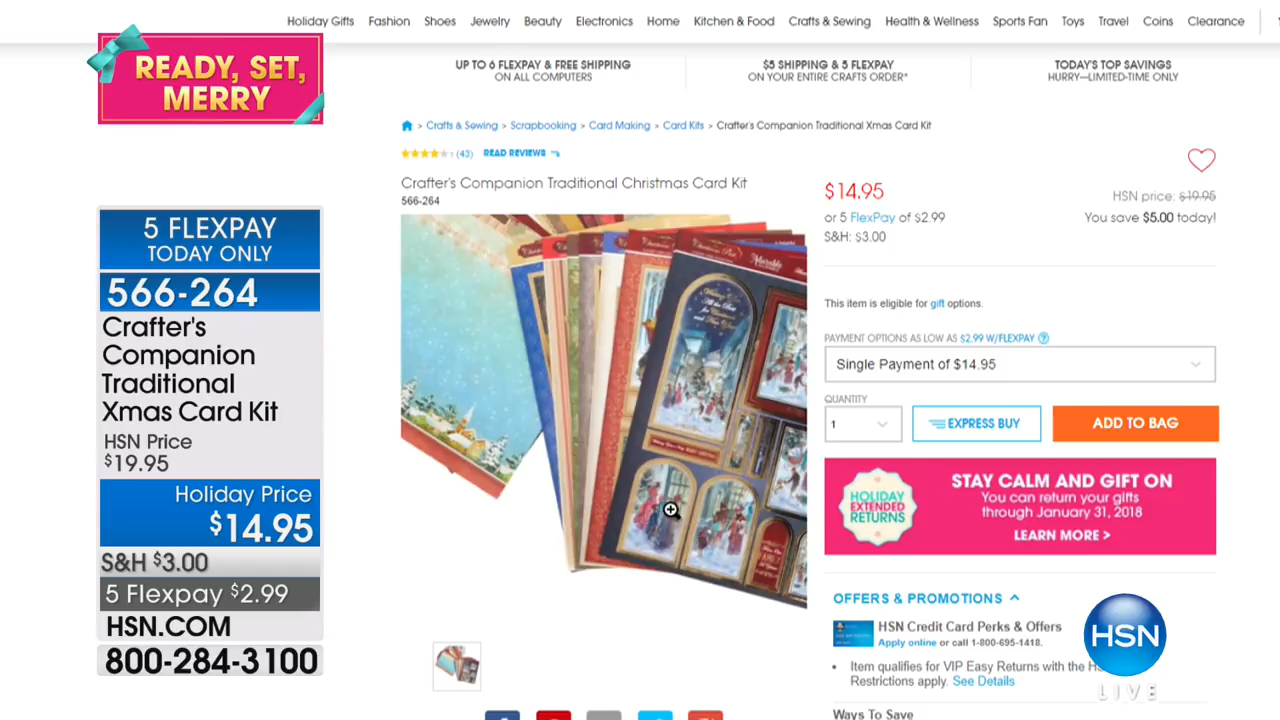 Holiday Gifts Fashion Shoes Jewelry Beauty Electronics Home Kitchen & Food Crafts & Sewing Health & Wellness Sports Fan Toys Travel Coins Clearance
READY, SET,
MERRY
UP TO 6 FLEXPAY & FREE SHIPPING
ON ALL COMPUTERS
$5 SHIPPING & 5 FLEXPAY
ON YOUR ENTIRE CRAFTS ORDER*
TODAY'S TOP SAVINGS
HURRY—LIMITED-TIME ONLY
> Crafts & Sewing > Scrapbooking > Card Making > Card Kits > Crafter's Companion Traditional Xmas Card Kit
(43) READ REVIEWS
Crafter's Companion Traditional Christmas Card Kit
566-264
5 FLEXPAY
TODAY ONLY
566-264
Crafter's
Companion
Traditional
Xmas Card Kit
HSN Price
$19.95
Holiday Price
$14.95
S&H $3.00
5 Flexpay $2.99
HSN.COM
800-284-3100
$14.95
HSN price: $19.95
or 5 FlexPay of $2.99
You save $5.00 today!
S&H: $3.00
This item is eligible for gift options.
PAYMENT OPTIONS AS LOW AS $2.99 W/FLEXPAY ?
Single Payment of $14.95
QUANTITY
1
EXPRESS BUY
ADD TO BAG
HOLIDAY
EXTENDED
RETURNS
STAY CALM AND GIFT ON
You can return your gifts
through January 31, 2018
LEARN MORE >
OFFERS & PROMOTIONS
HSN Credit Card Perks & Offers
Apply online or call 1-800-695-1418.
• Item qualifies for VIP Easy Returns with the
Restrictions apply. See Details
Ways To Save
HSN
LIVE